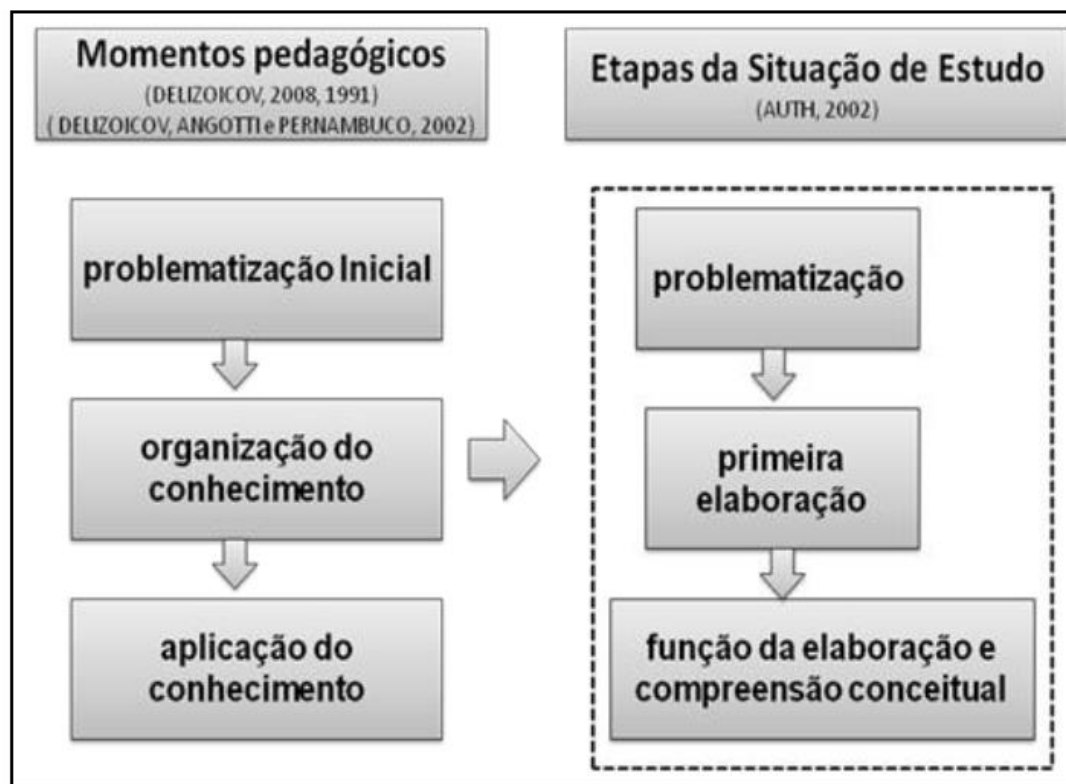 Momentos pedagógicos
(DELIZOICOV, 2008, 1991)
( DELIZOICOV, ANGOTTI e PERNAMBUCO, 2002)
problematização Inicial
organização do
conhecimento
aplicação do
conhecimento
Etapas da Situação de Estudo
(AUTH, 2002)
problematização
primeira
elaboração
função da elaboração e
compreensão conceitual